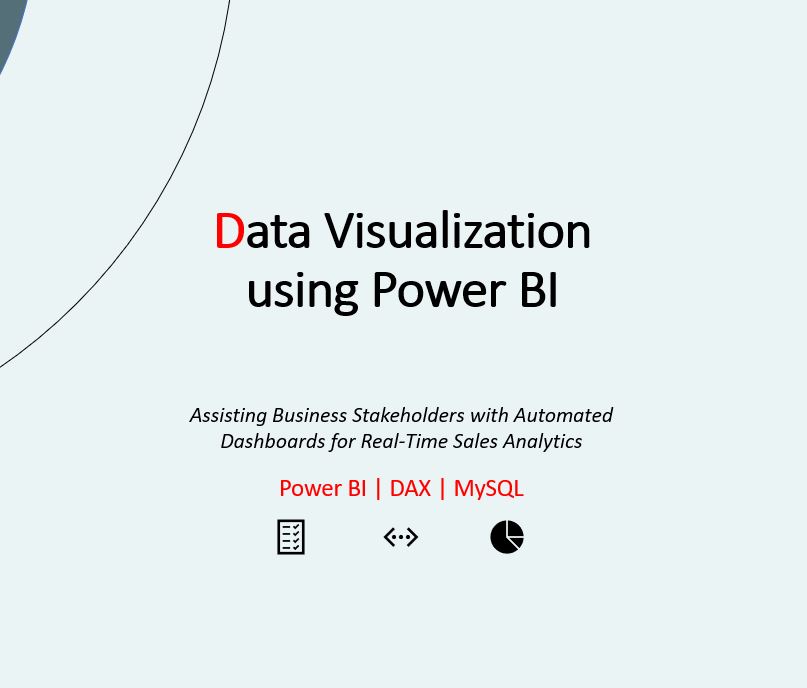 Data Visualization
using Power BI
Assisting Business Stakeholders with Automated
Dashboards for Real-Time Sales Analytics
Power BI | DAX | MySQL